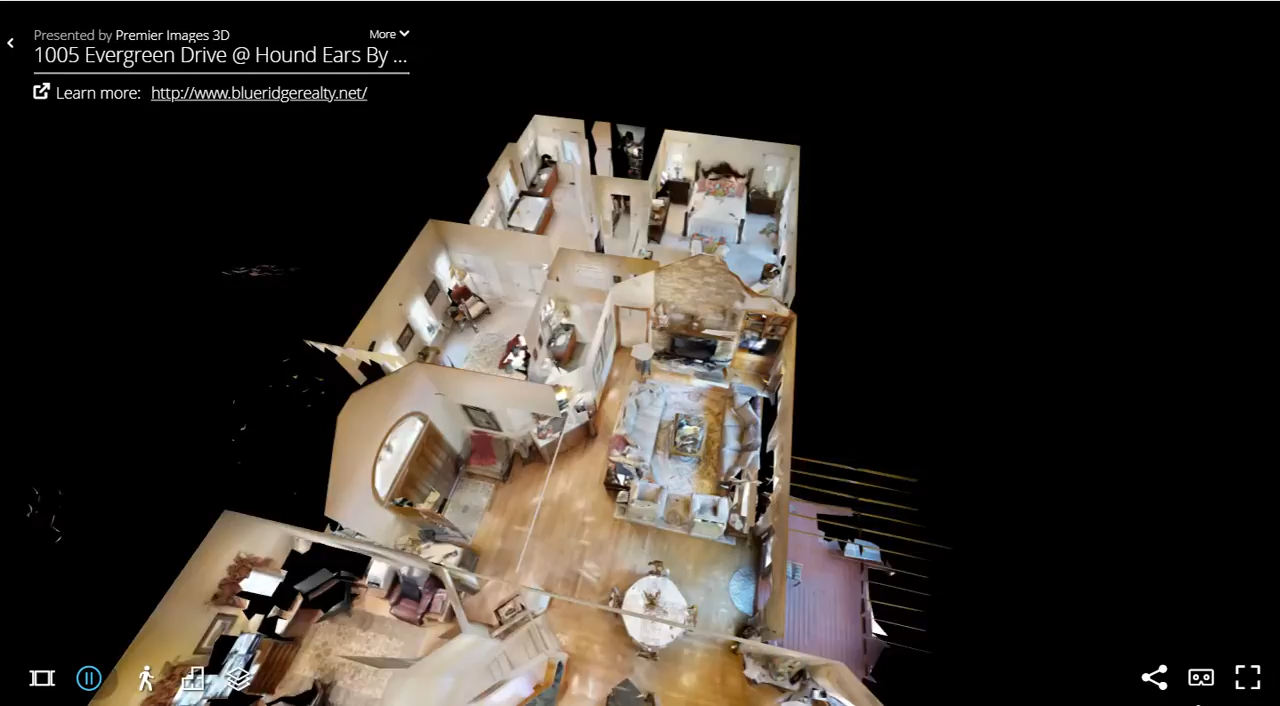 Presented by Premier Images 3D
More
1005 Evergreen Drive @ Hound Ears By ...
Learn more: http://www.blueridgerealty.net/